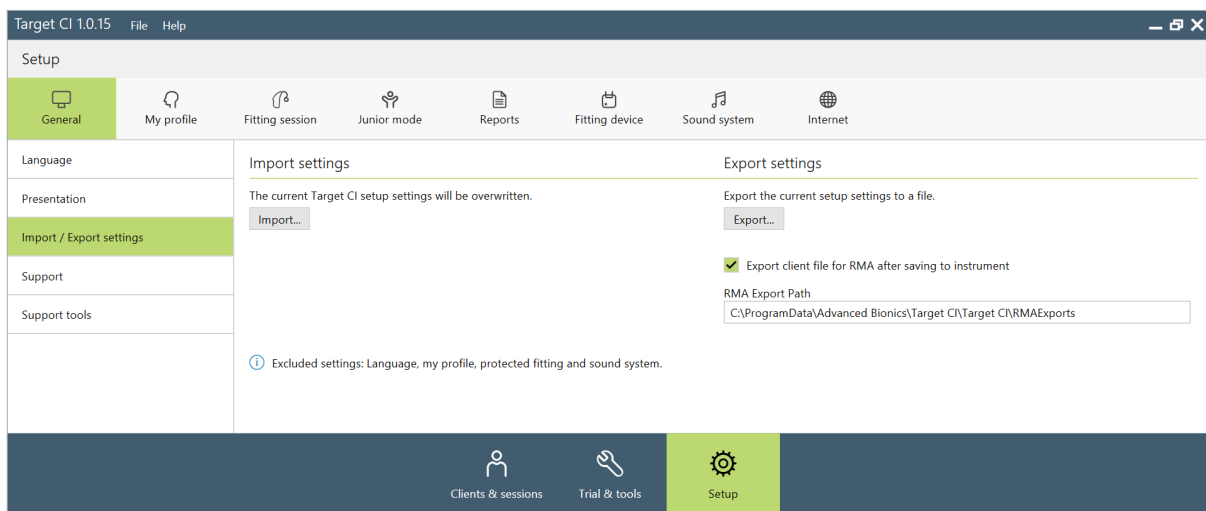 Target CI 1.0.15 File Help
Setup
General My profile Fitting session Junior mode Reports Fitting device Sound system Internet
Language
Presentation
Import / Export settings
Support
Support tools
Import settings
The current Target CI setup settings will be overwritten.
Import...
Export settings
Export the current setup settings to a file.
Export...
Export client file for RMA after saving to instrument
RMA Export Path
C:\ProgramData\Advanced Bionics\Target CI\Target CI\RMAExports
Excluded settings: Language, my profile, protected fitting and sound system.
Clients & sessions Trial & tools Setup